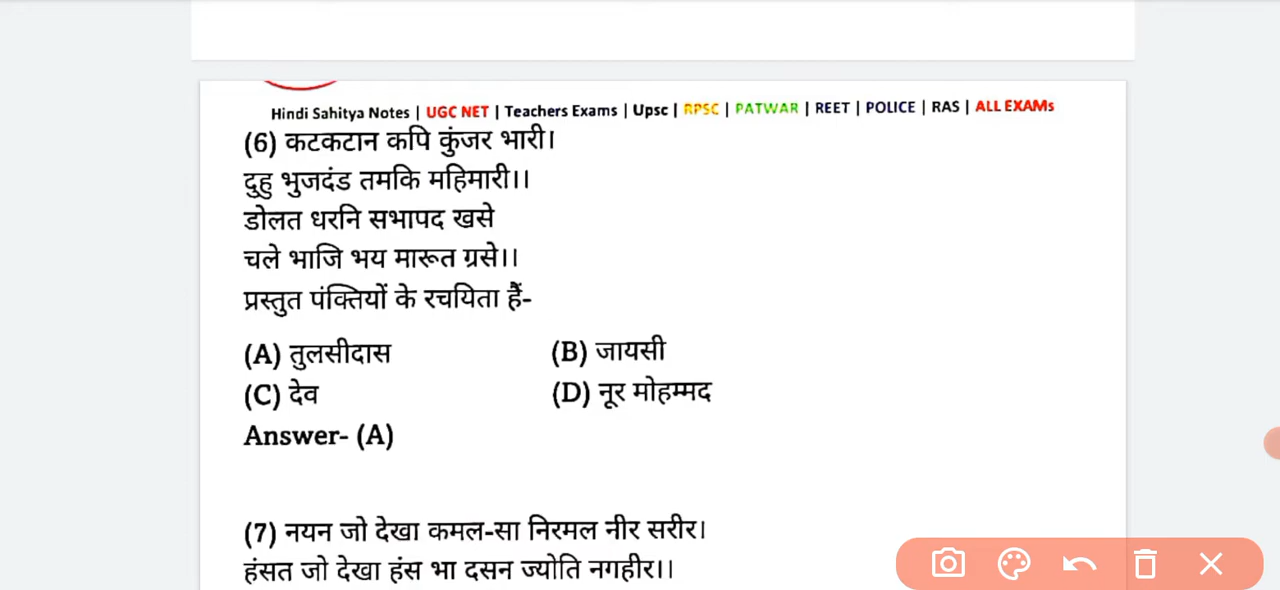 Hindi Sahitya Notes | UGC NET | Teachers Exams | Upsc | RPSC | PATWAR | REET | POLICE | RAS | ALL EXAMs
(6) कटकटान कपि कुंजर भारी।
दुहु भुजदंड तमकि महिमारी।।
डोलत धरनि सभापद खसे
चले भाजि भय मारूत ग्रसे।।
प्रस्तुत पंक्तियों के रचयिता हैं-
(A) तुलसीदास (B) जायसी
(C) देव (D) नूर मोहम्मद
Answer- (A)
(7) नयन जो देखा कमल-सा निरमल नीर सरीर।
हंसत जो देखा हंस भा दसन ज्योति नगहीर।।